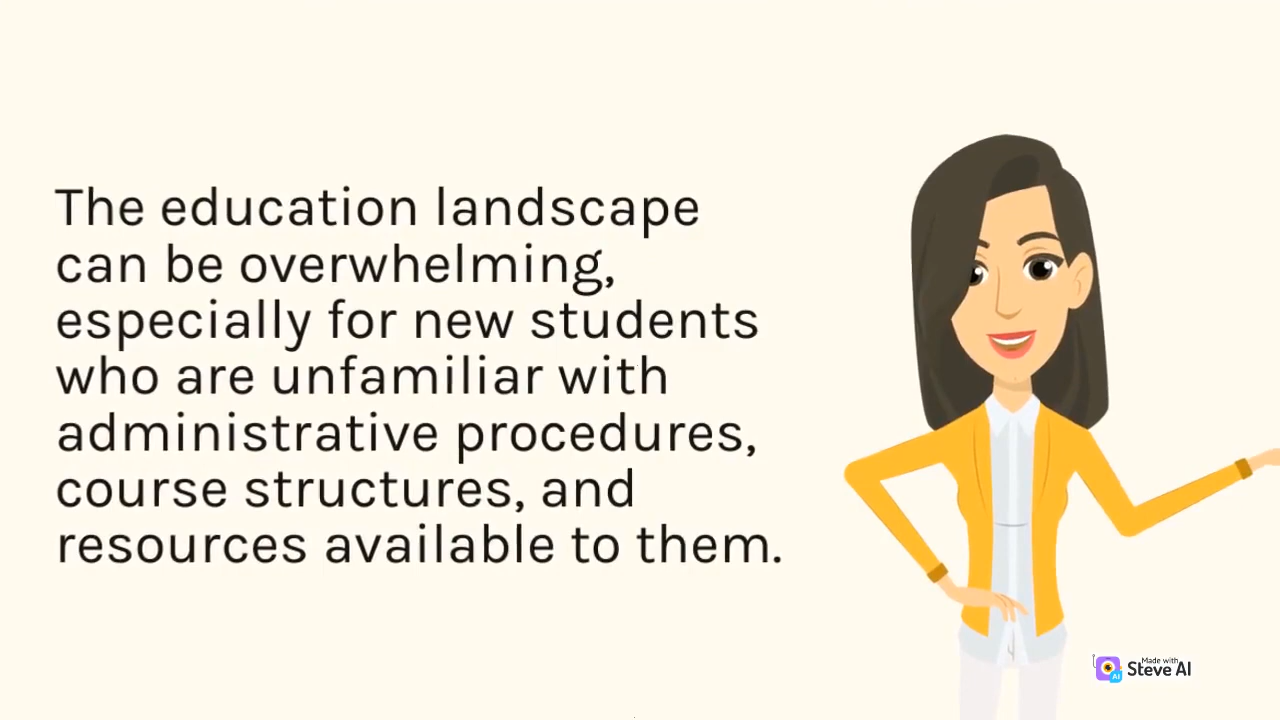 The education landscape
can be overwhelming,
especially for new students
who are unfamiliar with
administrative procedures,
course structures, and
resources available to them.
Made with
Steve AI
AI